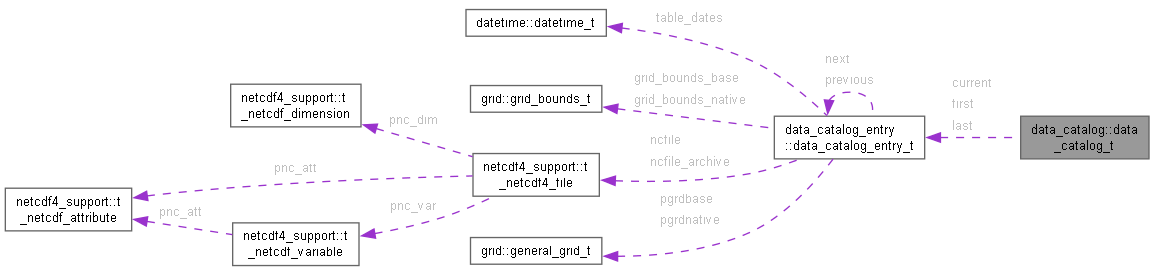 datetime::datetime_t
table_dates
next
previous
grid_bounds_base
grid_bounds_native
grid::grid_bounds_t
current
first
last
netcdf4_support::t
_netcdf_dimension
pnc_dim
data_catalog_entry
::data_catalog_entry_t
data_catalog::data
_catalog_t
ncfile
ncfile_archive
netcdf4_support::t
_netcdf4_file
pnc_att
netcdf4_support::t
_netcdf_attribute
pnc_att
pnc_var
pgrdbase
pgrdnative
netcdf4_support::t
_netcdf_variable
grid::general_grid_t